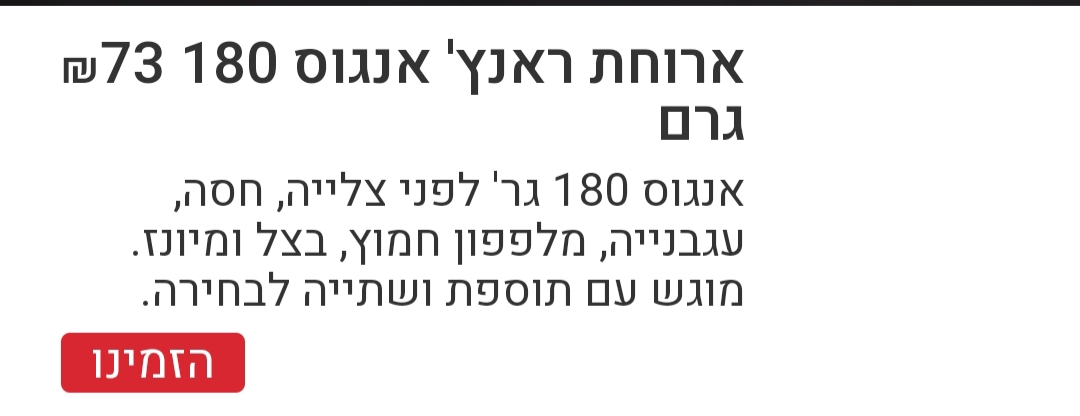 ארוחת ראנץ' אנגוס 180 ₪73
גרם
אנגוס 180 גר' לפני צלייה, חסה,
עגבנייה, מלפפון חמוץ, בצל ומיונז.
מוגש עם תוספת ושתייה לבחירה.
הזמינו